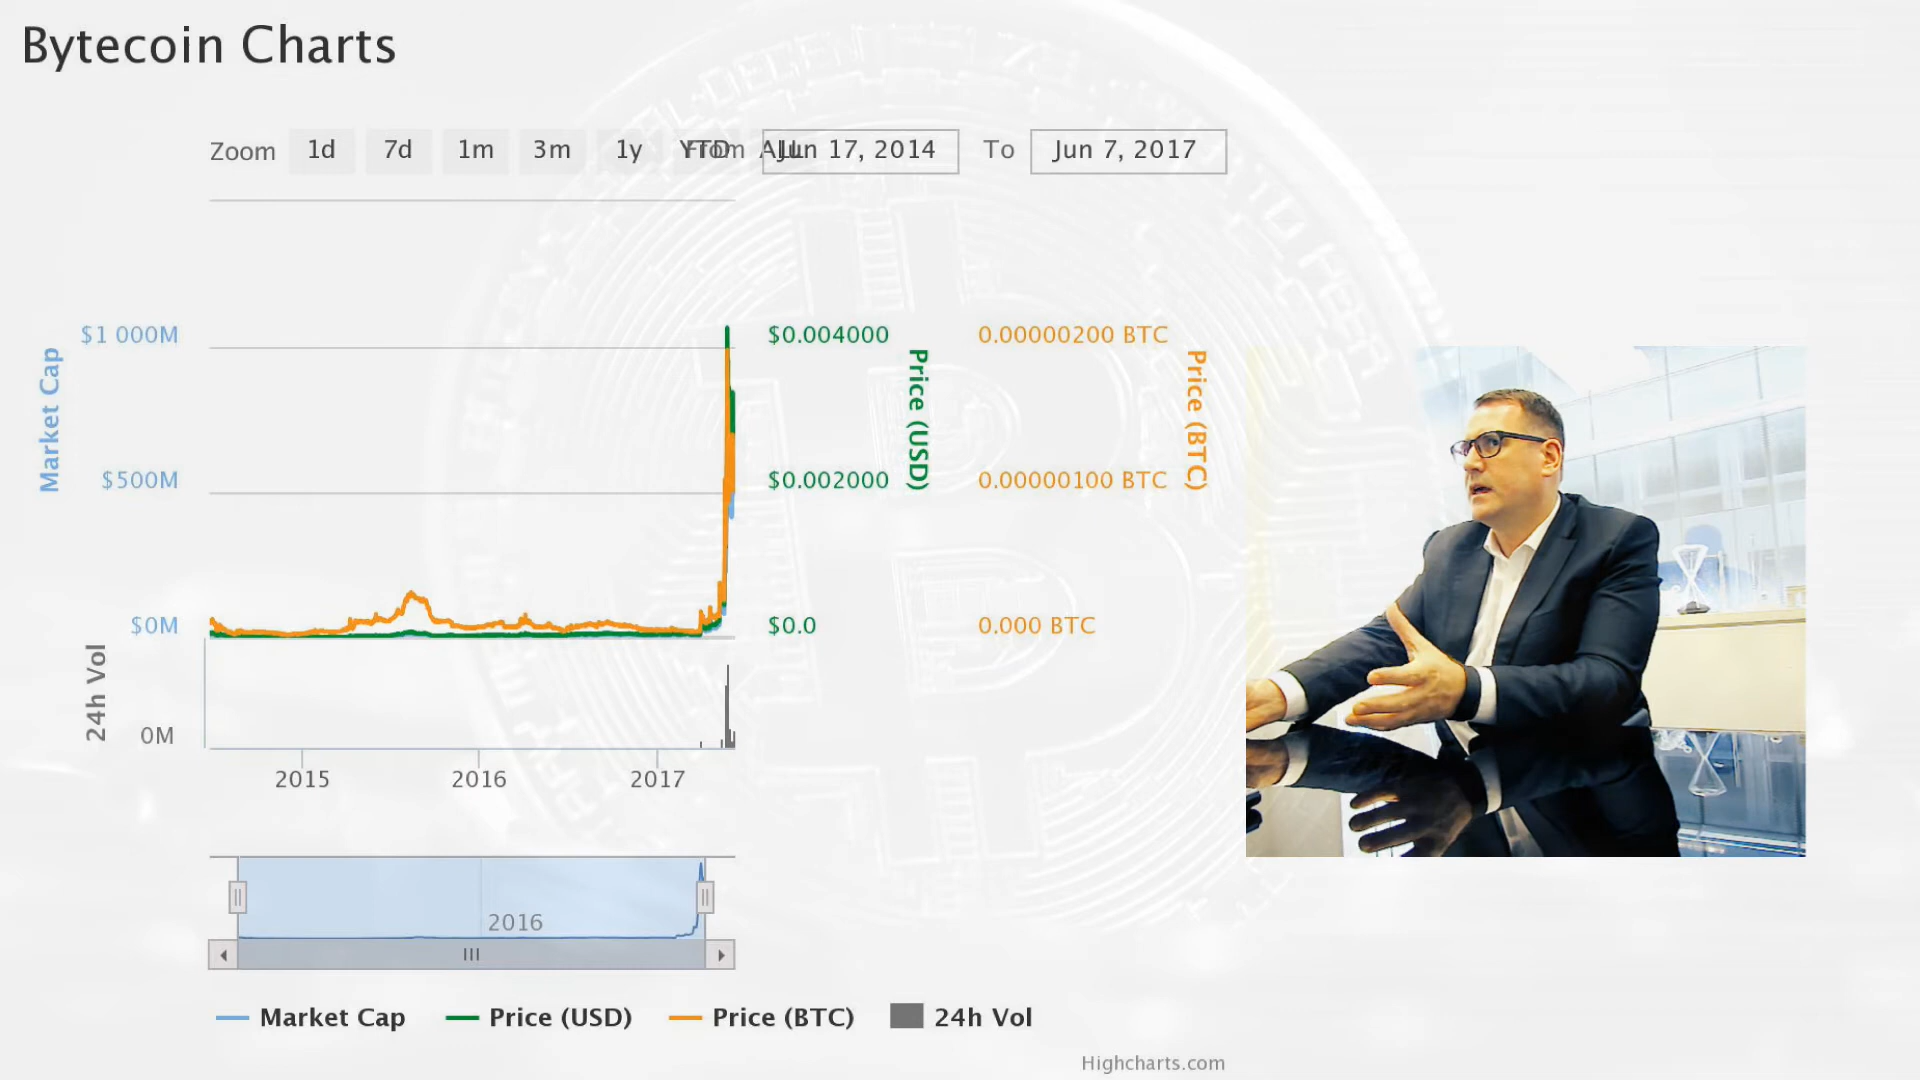 Bytecoin Charts
Zoom 1d 7d 1m 3m 1y YTD All From Jun 17, 2014 To Jun 7, 2017
Market Cap
$1 000M
$500M
$0M
$0.004000
$0.002000
$0.0
Price (USD)
0.00000200 BTC
0.00000100 BTC
0.000 BTC
Price (BTC)
24h Vol
0M
2015 2016 2017
2016
Market Cap Price (USD) Price (BTC) 24h Vol
Highcharts.com